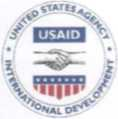 UNITED STATES AGENCY
USAID
INTERNATIONAL DEVELOPMENT